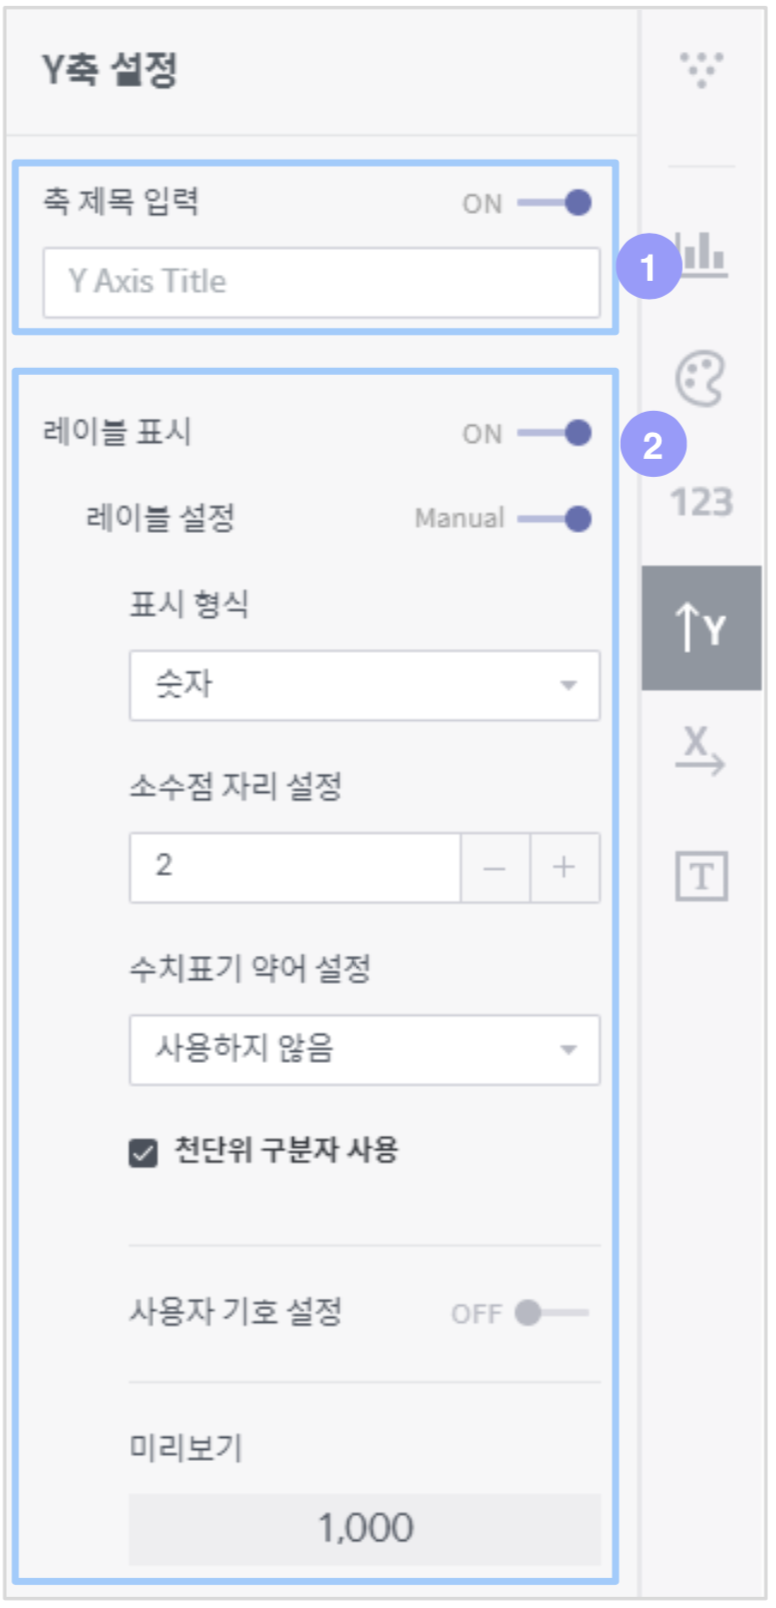 Y축 설정
축 제목 입력 ON
Y Axis Title
1
레이블 표시 ON
2
레이블 설정 Manual
123
표시 형식
숫자
Y
소수점 자리 설정
X
2 − +
T
수치표기 약어 설정
사용하지 않음
천단위 구분자 사용
사용자 기호 설정 OFF
미리보기
1,000